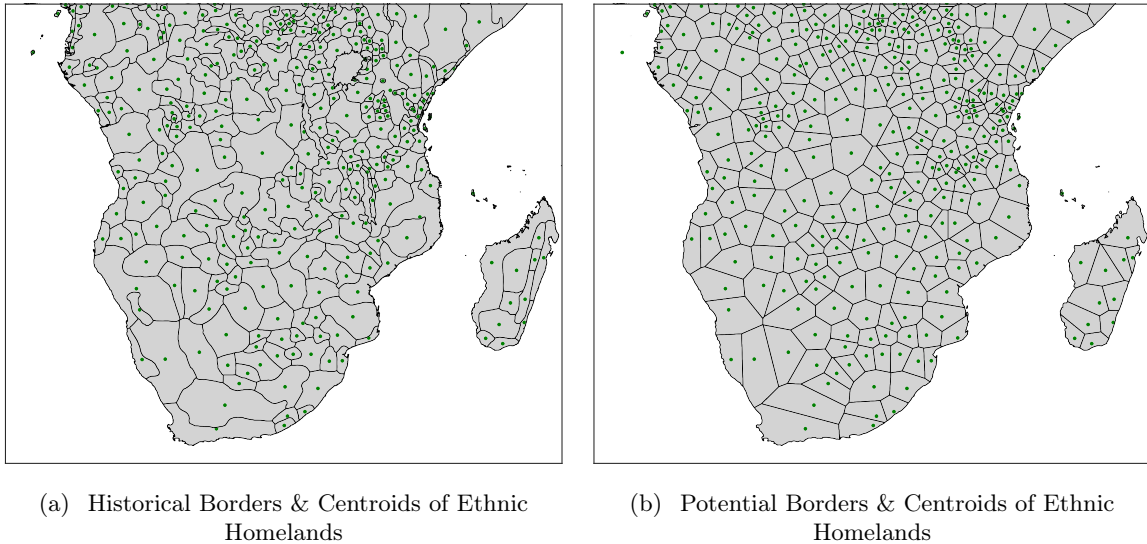 (a) Historical Borders & Centroids of Ethnic
Homelands
(b) Potential Borders & Centroids of Ethnic
Homelands